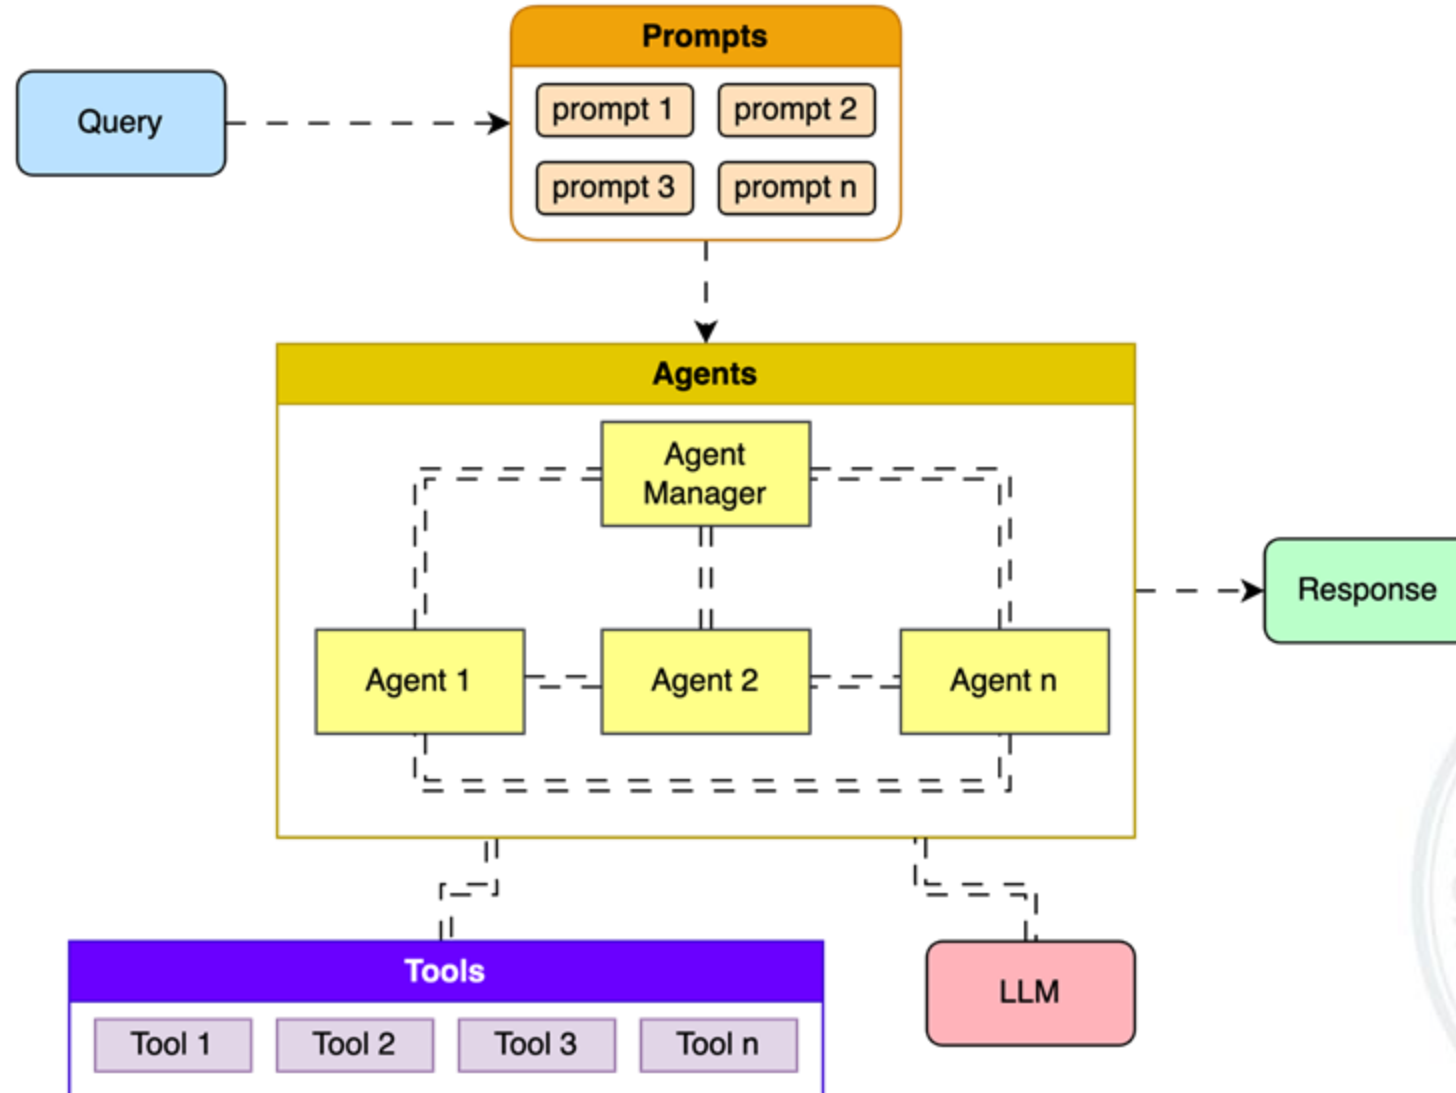 Prompts
Query
prompt 1
prompt 2
prompt 3
prompt n
Agents
Agent
Manager
Agent 1
Agent 2
Agent n
Response
Tools
LLM
Tool 1
Tool 2
Tool 3
Tool n